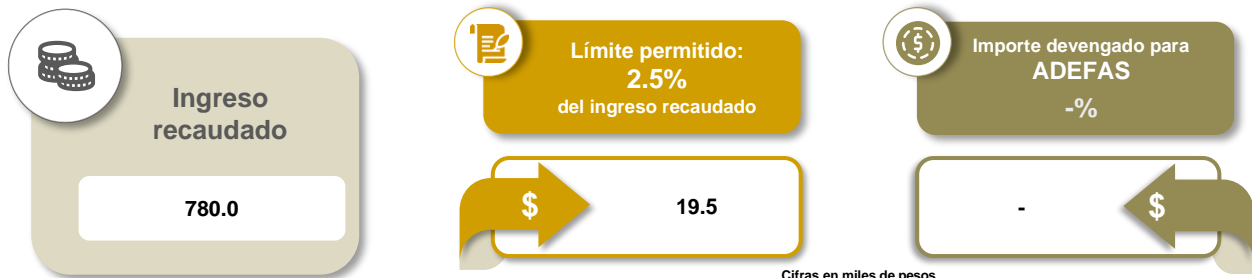 Ingreso
recaudado
780.0
Límite permitido:
2.5%
del ingreso recaudado
$ 19.5
Importe devengado para
ADEFAS
-%
- $
Cifras en miles de pesos